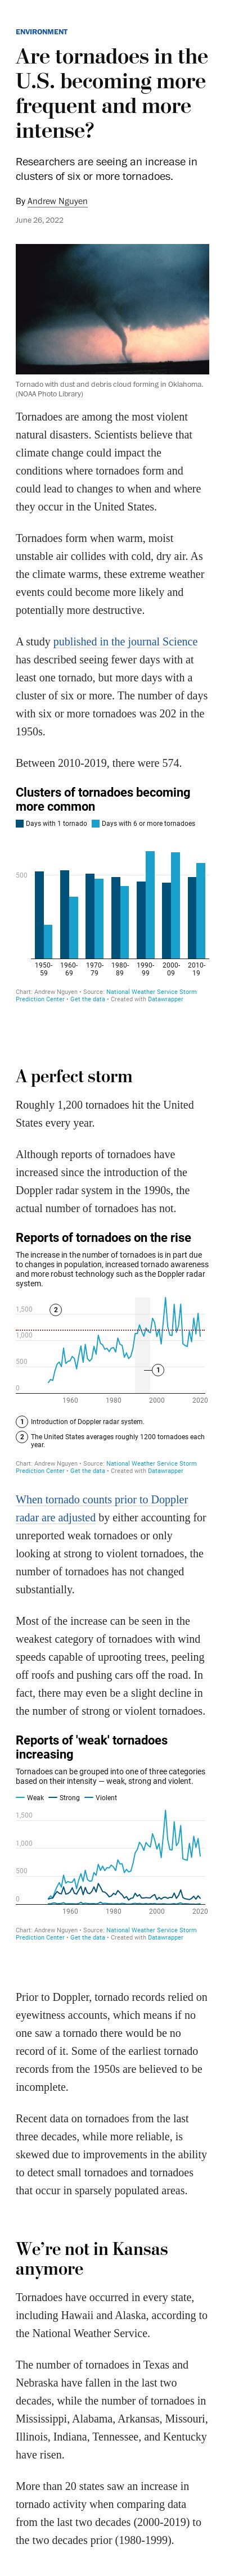 ENVIRONMENT
Are tornadoes in the
U.S. becoming more
frequent and more
intense?
Researchers are seeing an increase in
clusters of six or more tornadoes.
By Andrew Nguyen
June 26, 2022
Tornado with dust and debris cloud forming in Oklahoma.
(NOAA Photo Library)
Tornadoes are among the most violent
natural disasters. Scientists believe that
climate change could impact the
conditions where tornadoes form and
could lead to changes to when and where
they occur in the United States.
Tornadoes form when warm, moist
unstable air collides with cold, dry air. As
the climate warms, these extreme weather
events could become more likely and
potentially more destructive.
A study published in the journal Science
has described seeing fewer days with at
least one tornado, but more days with a
cluster of six or more. The number of days
with six or more tornadoes was 202 in the
1950s.
Between 2010-2019, there were 574.
Clusters of tornadoes becoming
more common
Days with 1 tornado Days with 6 or more tornadoes
500
1950-59 1960-69 1970-79 1980-89 1990-99 2000-09 2010-19
Chart: Andrew Nguyen • Source: National Weather Service Storm
Prediction Center • Get the data • Created with Datawrapper
A perfect storm
Roughly 1,200 tornadoes hit the United
States every year.
Although reports of tornadoes have
increased since the introduction of the
Doppler radar system in the 1990s, the
actual number of tornadoes has not.
Reports of tornadoes on the rise
The increase in the number of tornadoes is in part due
to changes in population, increased tornado awareness
and more robust technology such as the Doppler radar
system.
1,500
2
1,000
500
1
0
1960 1980 2000 2020
1 Introduction of Doppler radar system.
2 The United States averages roughly 1200 tornadoes each
year.
Chart: Andrew Nguyen • Source: National Weather Service Storm
Prediction Center • Get the data • Created with Datawrapper
When tornado counts prior to Doppler
radar are adjusted by either accounting for
unreported weak tornadoes or only
looking at strong to violent tornadoes, the
number of tornadoes has not changed
substantially.
Most of the increase can be seen in the
weakest category of tornadoes with wind
speeds capable of uprooting trees, peeling
off roofs and pushing cars off the road. In
fact, there may even be a slight decline in
the number of strong or violent tornadoes.
Reports of 'weak' tornadoes
increasing
Tornadoes can be grouped into one of three categories
based on their intensity — weak, strong and violent.
Weak Strong Violent
1,500
1,000
500
0
1960 1980 2000 2020
Chart: Andrew Nguyen • Source: National Weather Service Storm
Prediction Center • Get the data • Created with Datawrapper
Prior to Doppler, tornado records relied on
eyewitness accounts, which means if no
one saw a tornado there would be no
record of it. Some of the earliest tornado
records from the 1950s are believed to be
incomplete.
Recent data on tornadoes from the last
three decades, while more reliable, is
skewed due to improvements in the ability
to detect small tornadoes and tornadoes
that occur in sparsely populated areas.
We’re not in Kansas
anymore
Tornadoes have occurred in every state,
including Hawaii and Alaska, according to
the National Weather Service.
The number of tornadoes in Texas and
Nebraska have fallen in the last two
decades, while the number of tornadoes in
Mississippi, Alabama, Arkansas, Missouri,
Illinois, Indiana, Tennessee, and Kentucky
have risen.
More than 20 states saw an increase in
tornado activity when comparing data
from the last two decades (2000-2019) to
the two decades prior (1980-1999).